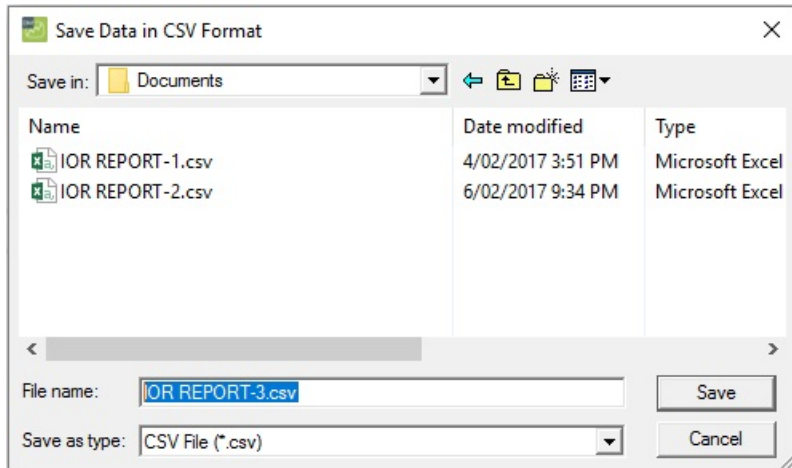 Save Data in CSV Format
Save in: Documents
Name Date modified Type
IOR REPORT-1.csv 4/02/2017 3:51 PM Microsoft Excel
IOR REPORT-2.csv 6/02/2017 9:34 PM Microsoft Excel
File name: IOR REPORT-3.csv Save
Save as type: CSV File (*.csv) Cancel